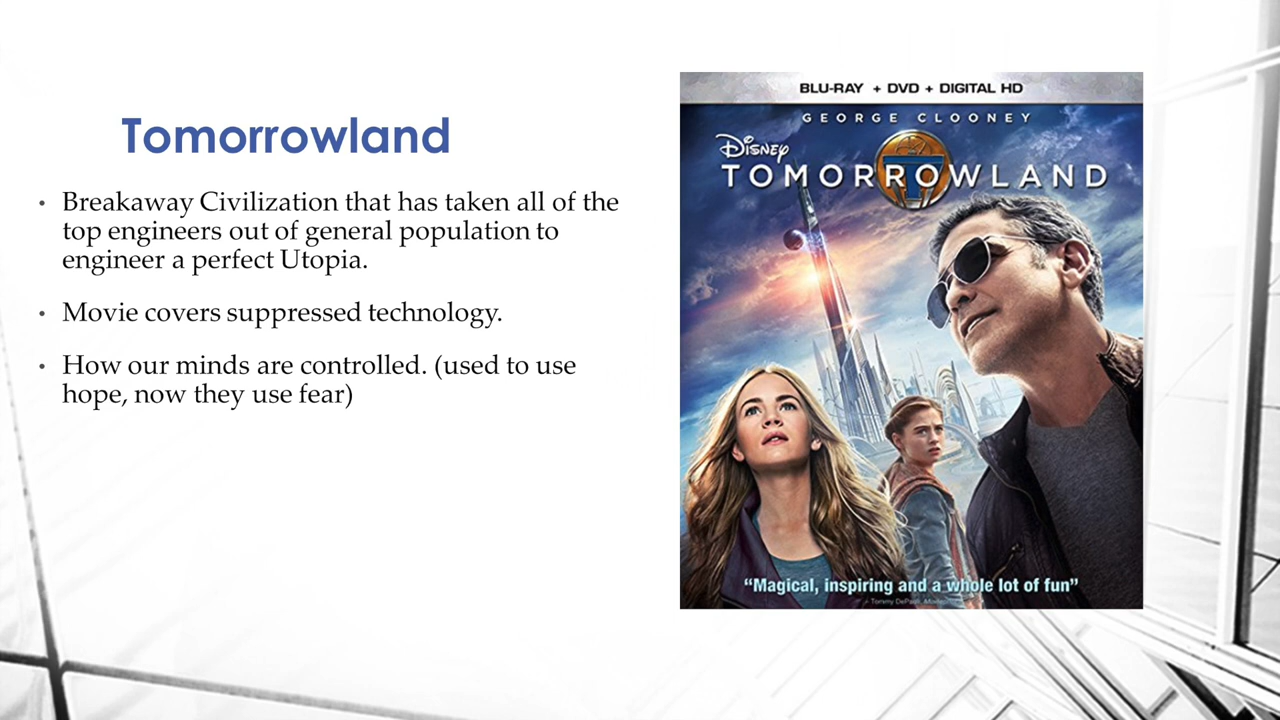 Tomorrowland
• Breakaway Civilization that has taken all of the
top engineers out of general population to
engineer a perfect Utopia.
• Movie covers suppressed technology.
• How our minds are controlled. (used to use
hope, now they use fear)
BLU-RAY + DVD + DIGITAL HD
GEORGE CLOONEY
DISNEY
TOMORROWLAND
“Magical, inspiring and a whole lot of fun”
- Tommy